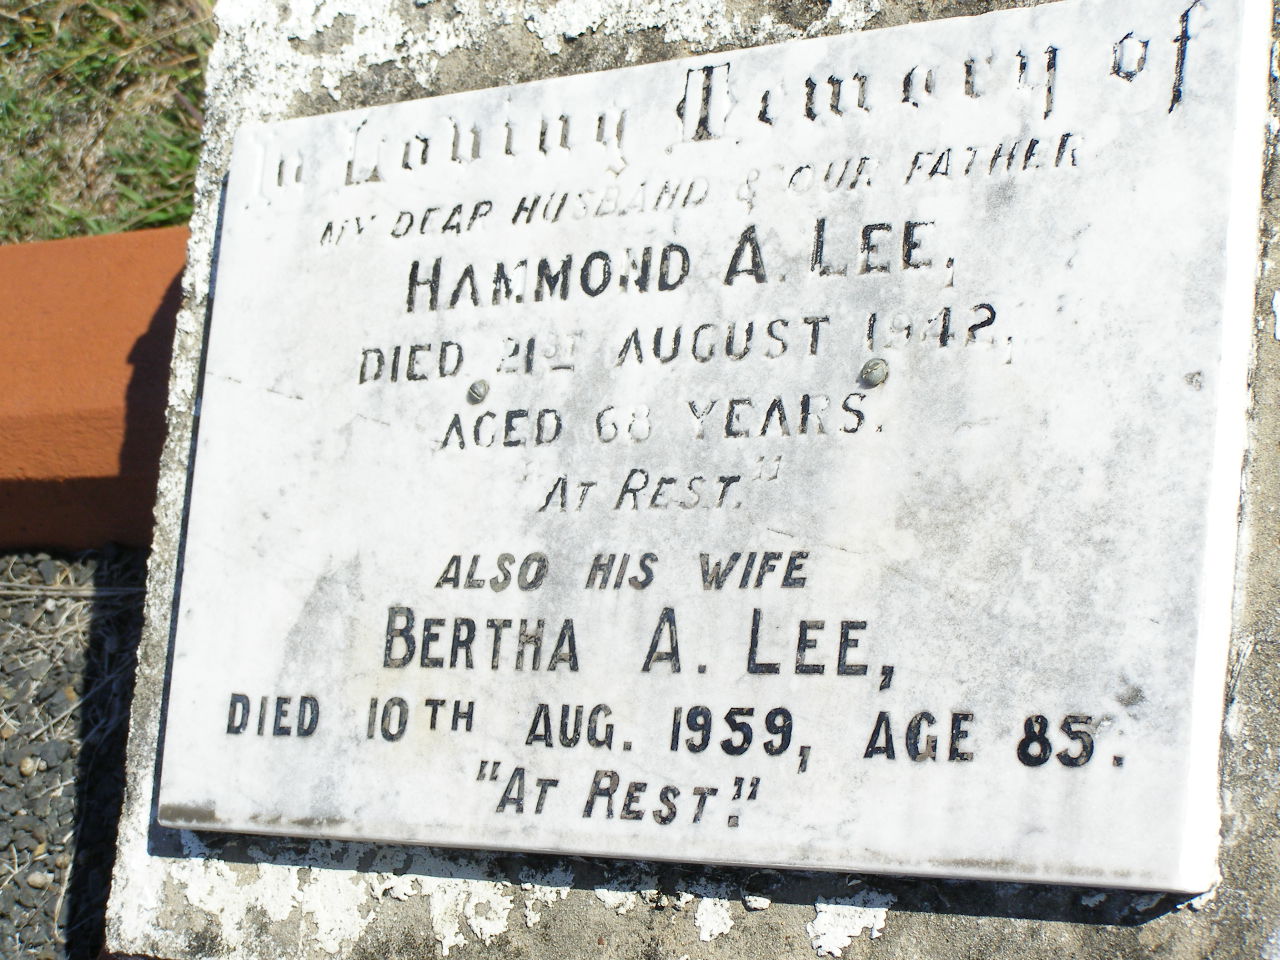 In Loving Memory of
MY DEAR HUSBAND & OUR FATHER
HAMMOND A. LEE,
DIED 21ST AUGUST 1942,
AGED 68 YEARS.
"AT REST."
ALSO HIS WIFE
BERTHA A. LEE,
DIED 10TH AUG. 1959, AGE 85.
"AT REST."